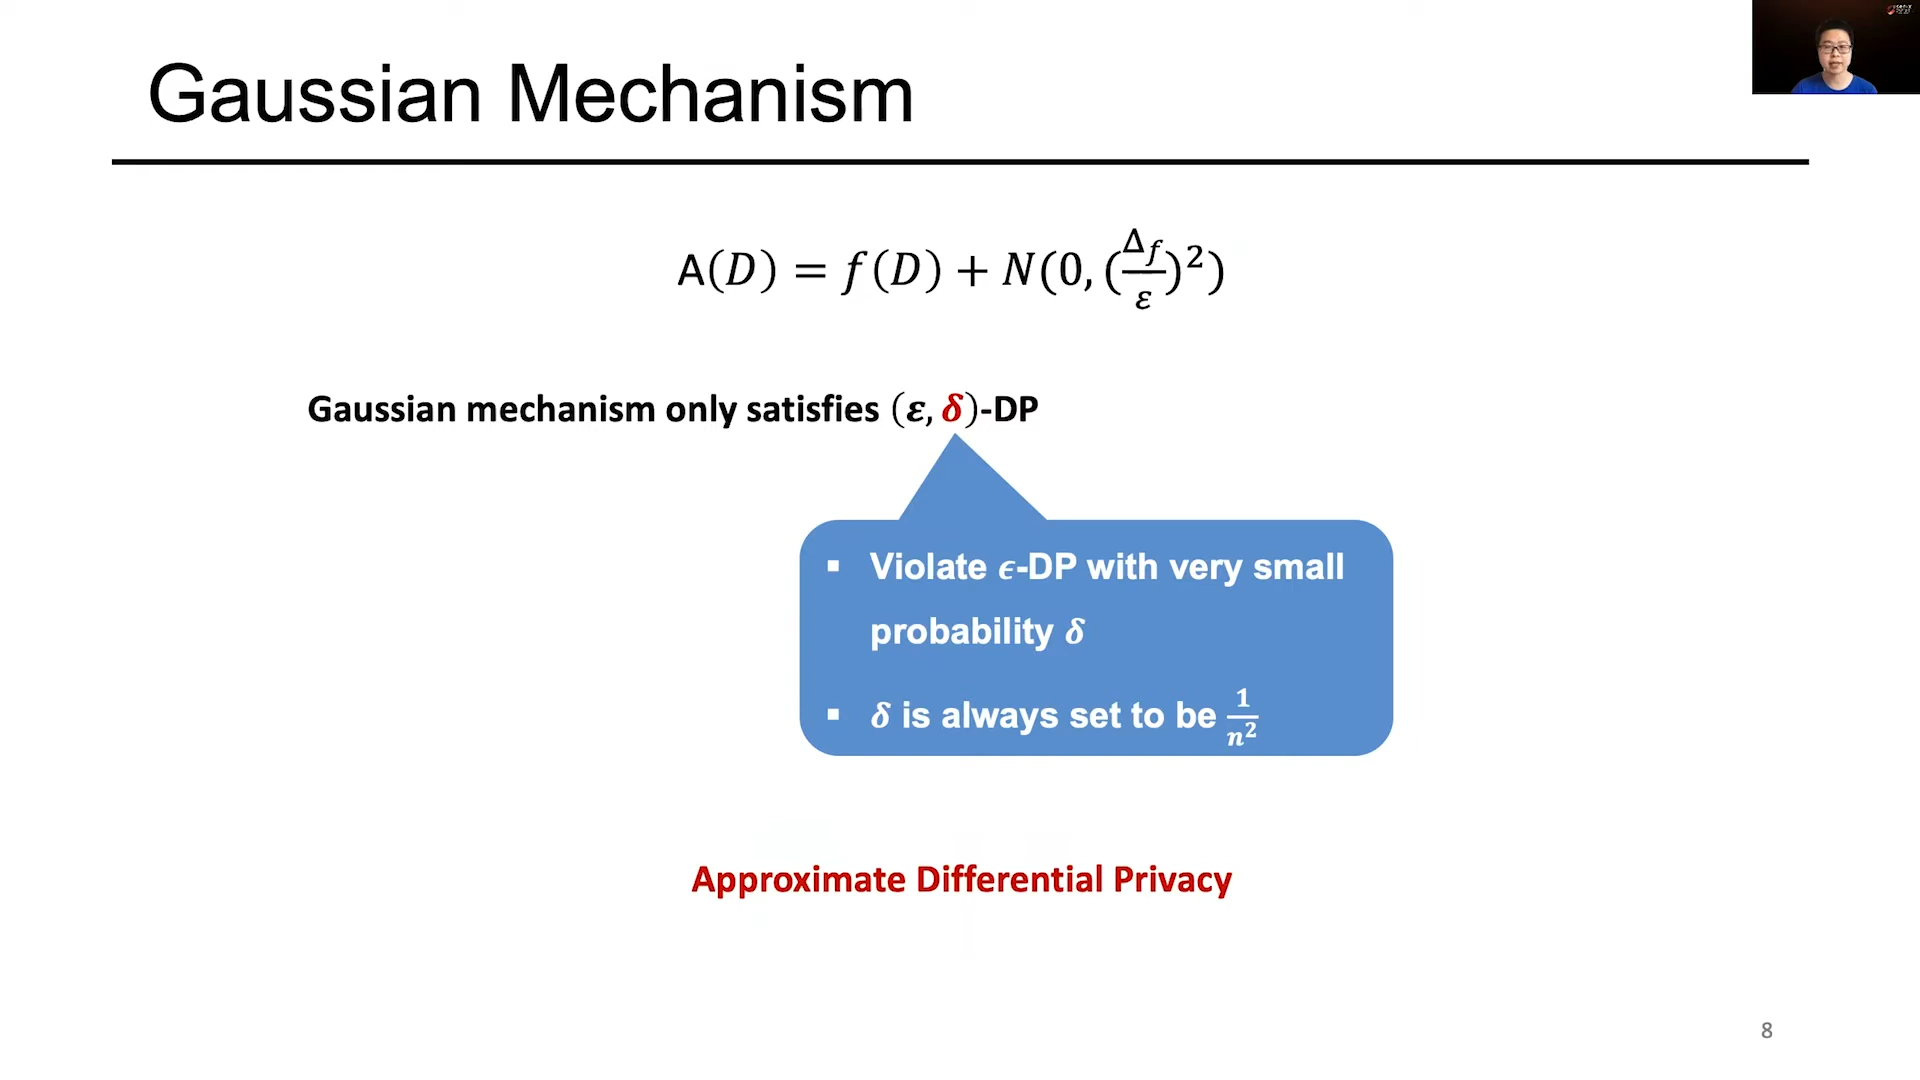 Gaussian Mechanism
A(D) = f(D) + N(0, (Δf/ε)²)
Gaussian mechanism only satisfies (ε, δ)-DP
▪ Violate ϵ-DP with very small
probability δ
▪ δ is always set to be 1/n²
Approximate Differential Privacy
8